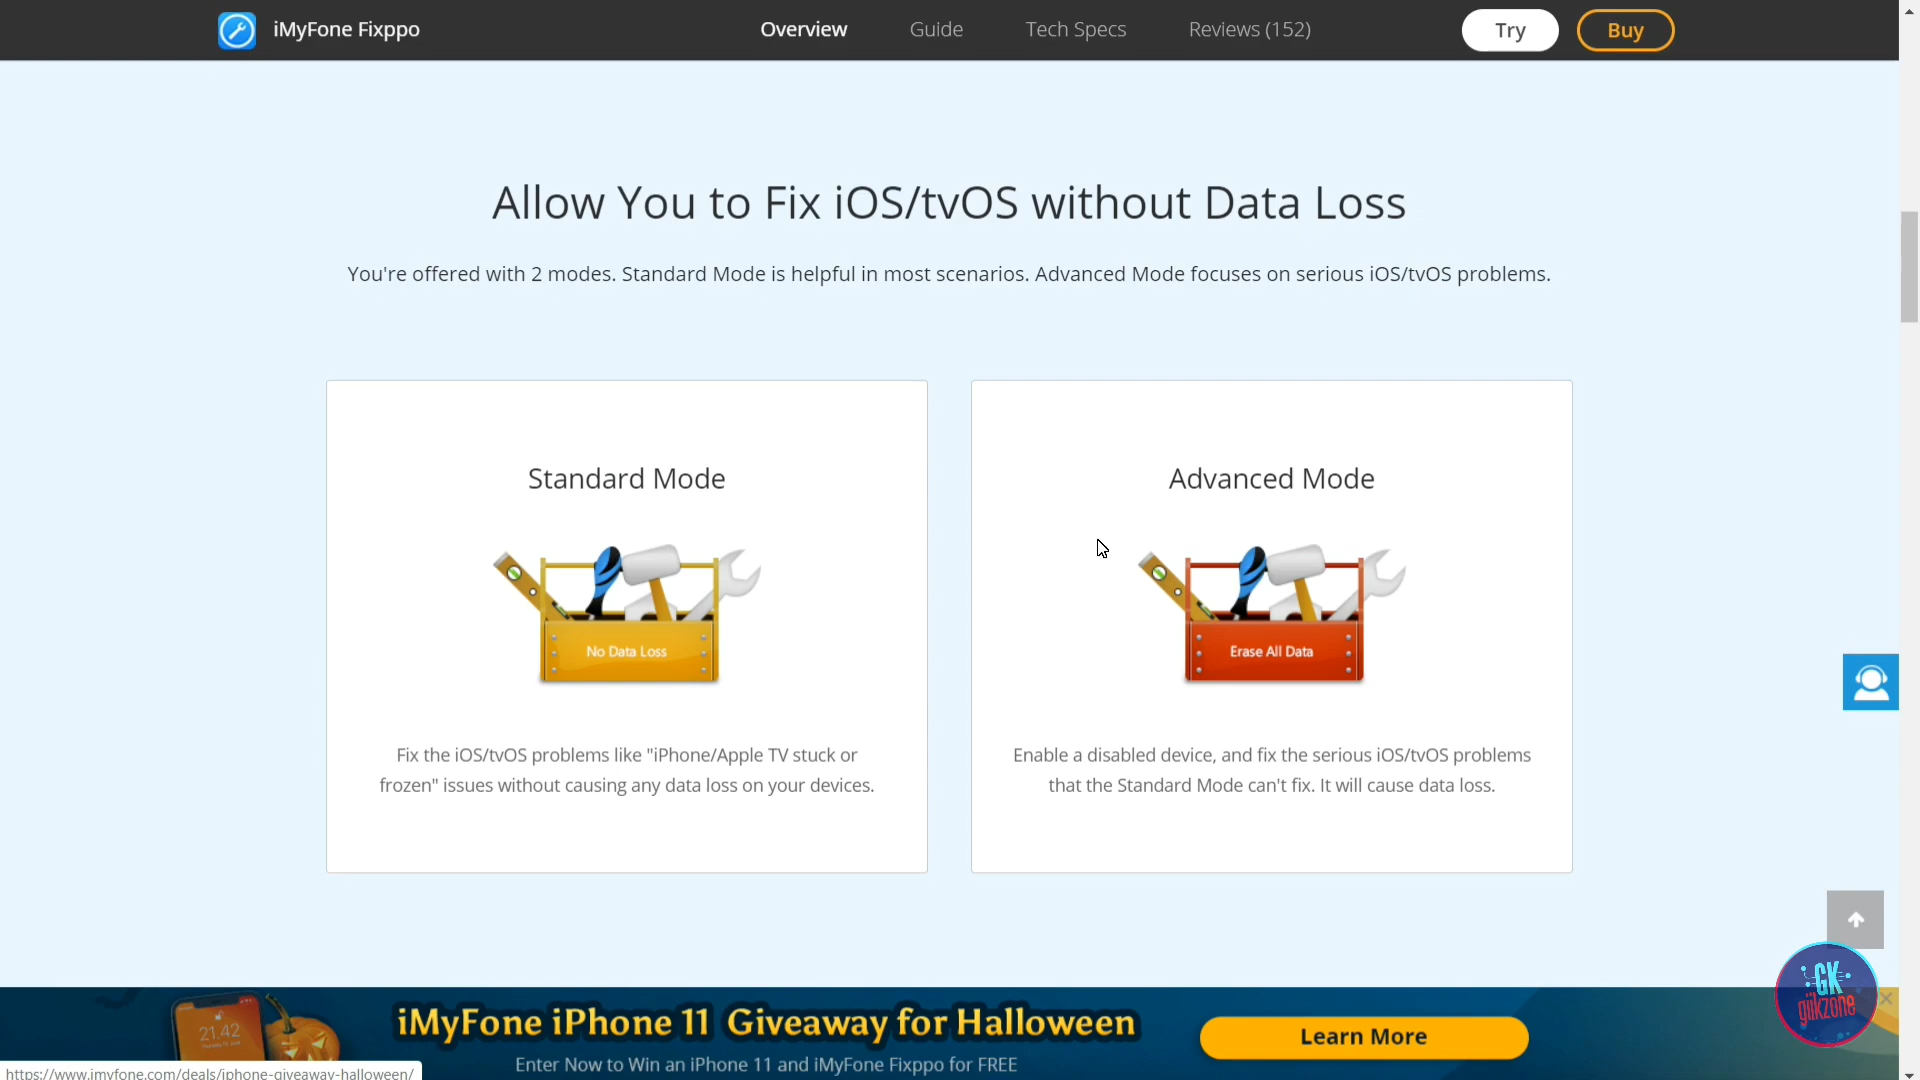 iMyFone Fixppo
Overview
Guide
Tech Specs
Reviews (152)
Try
Buy
Allow You to Fix iOS/tvOS without Data Loss
You're offered with 2 modes. Standard Mode is helpful in most scenarios. Advanced Mode focuses on serious iOS/tvOS problems.
Standard Mode
No Data Loss
Fix the iOS/tvOS problems like "iPhone/Apple TV stuck or
frozen" issues without causing any data loss on your devices.
Advanced Mode
Erase All Data
Enable a disabled device, and fix the serious iOS/tvOS problems
that the Standard Mode can't fix. It will cause data loss.
GK
giikzone
21.42
iMyFone iPhone 11 Giveaway for Halloween
Enter Now to Win an iPhone 11 and iMyFone Fixppo for FREE
Learn More
https://www.imyfone.com/deals/iphone-giveaway-halloween/